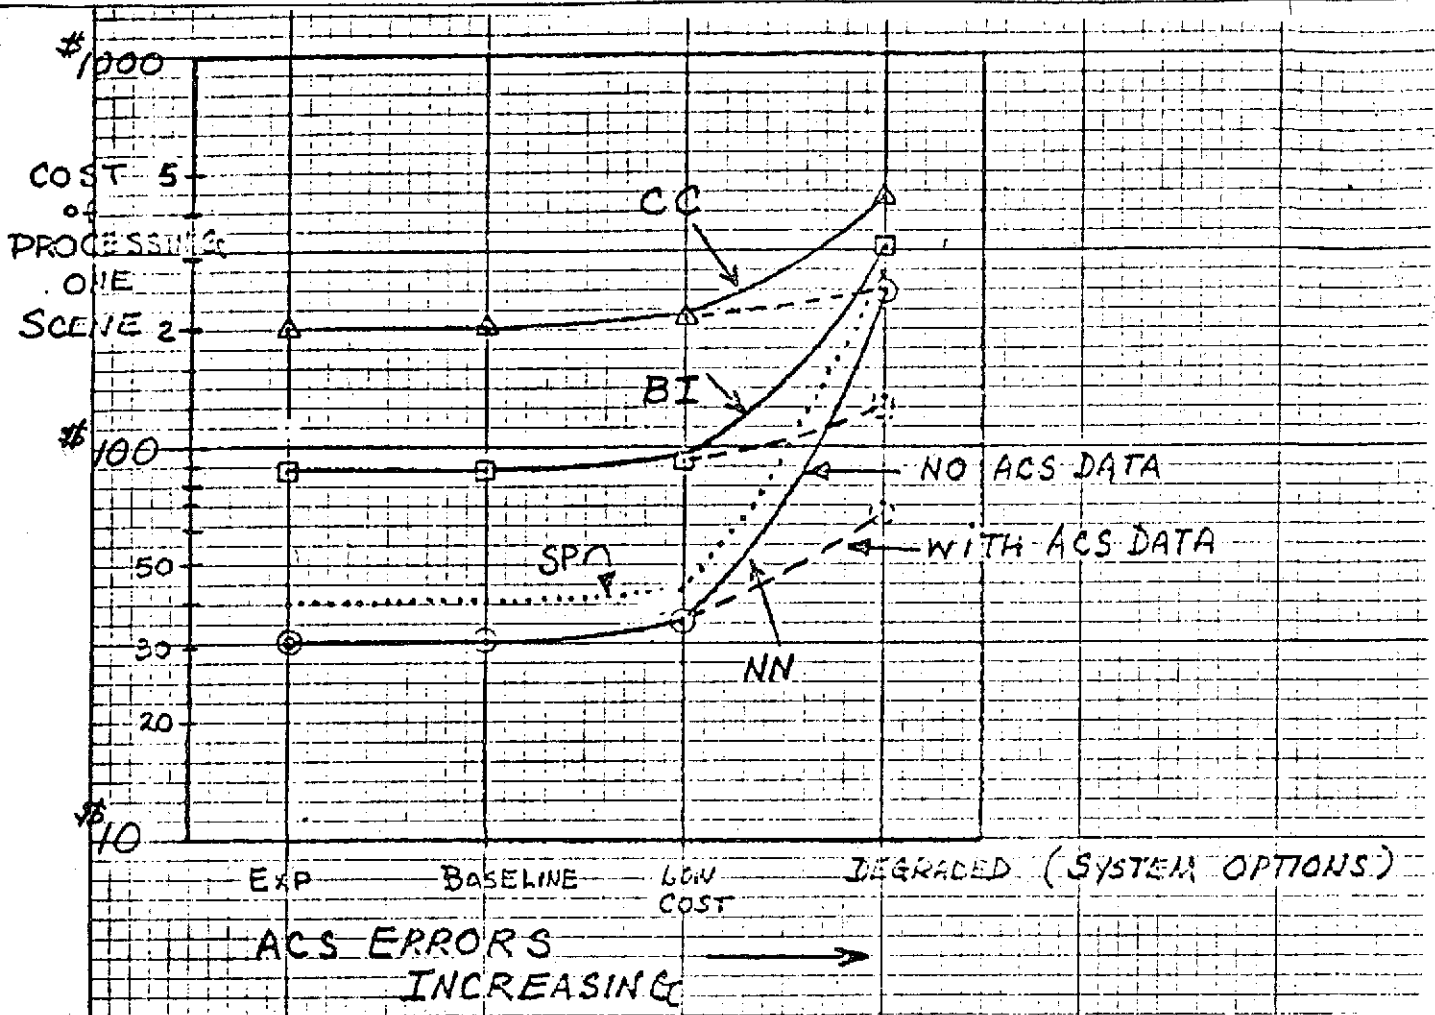 $1000
COST 5
of
PROCESSING
ONE
SCENE 2
CC
BI
$100
NO ACS DATA
WITH ACS DATA
50
SP
30
NN
20
$10
EXP BASELINE LOW COST DEGRADED (SYSTEM OPTIONS)
ACS ERRORS
INCREASING